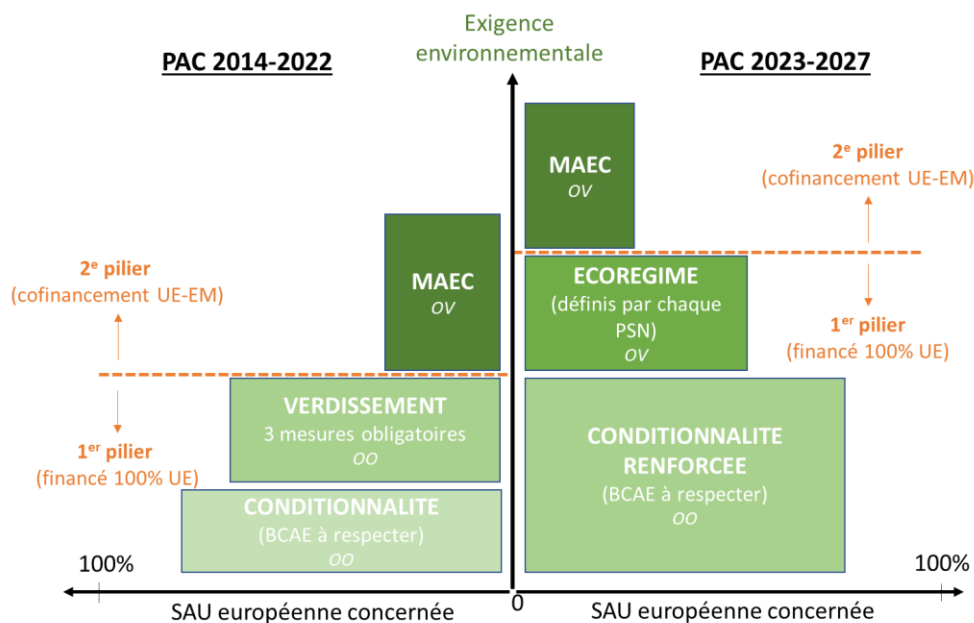 Exigence
environnementale
PAC 2014-2022
PAC 2023-2027
MAEC
OV
2e pilier
(cofinancement UE-EM)
MAEC
OV
2e pilier
(cofinancement UE-EM)
ECOREGIME
(définis par chaque
PSN)
OV
1er pilier
(financé 100% UE)
VERDISSEMENT
3 mesures obligatoires
OO
1er pilier
(financé 100% UE)
CONDITIONNALITE
RENFORCEE
(BCAE à respecter)
OO
CONDITIONNALITE
(BCAE à respecter)
OO
100%
100%
0
SAU européenne concernée
SAU européenne concernée